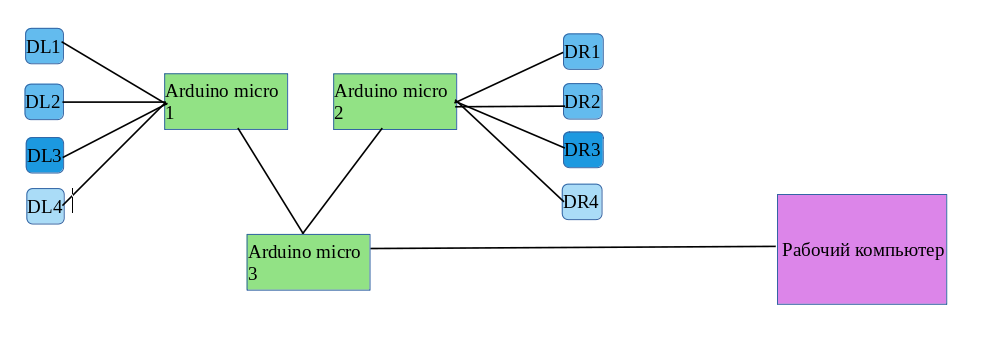 DL1
DL2
DL3
DL4
Arduino micro
1
Arduino micro
2
DR1
DR2
DR3
DR4
Arduino micro
3
Рабочий компьютер